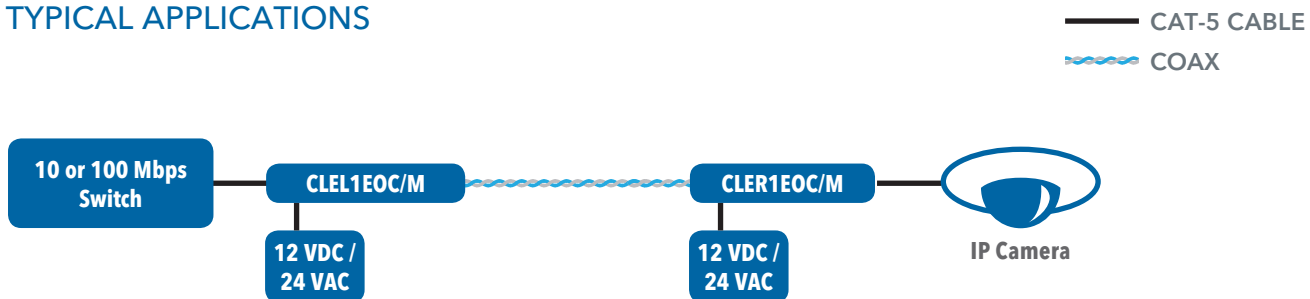 TYPICAL APPLICATIONS
CAT-5 CABLE
COAX
10 or 100 Mbps
Switch
CLEL1EOC/M
CLER1EOC/M
12 VDC /
24 VAC
12 VDC /
24 VAC
IP Camera